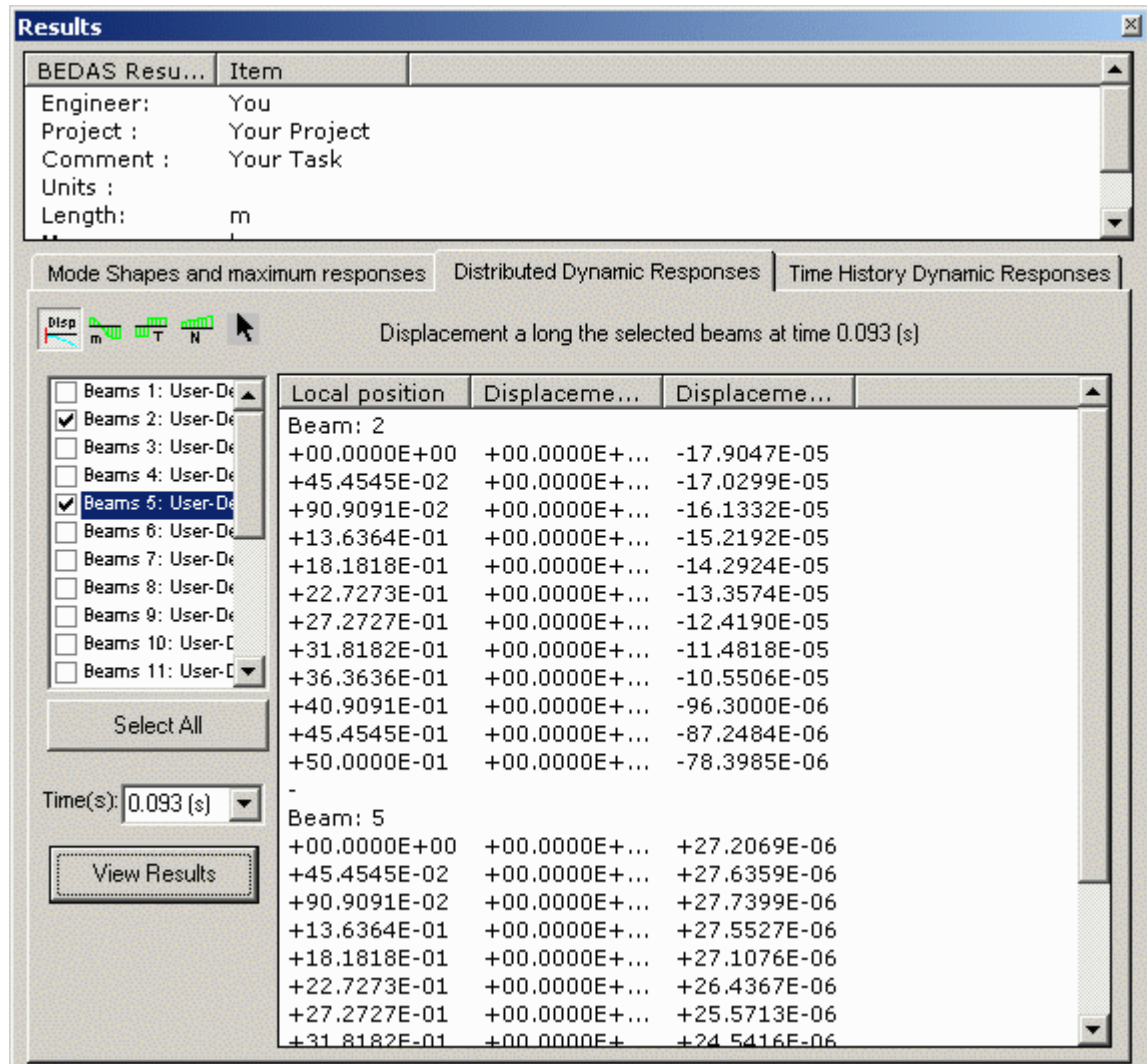 Results
BEDAS Resu... Item
Engineer: You
Project : Your Project
Comment : Your Task
Units :
Length: m
Mode Shapes and maximum responses Distributed Dynamic Responses Time History Dynamic Responses
Disp m T N Displacement a long the selected beams at time 0.093 (s)
Beams 1: User-De
Beams 2: User-De
Beams 3: User-De
Beams 4: User-De
Beams 5: User-De
Beams 6: User-De
Beams 7: User-De
Beams 8: User-De
Beams 9: User-De
Beams 10: User-D
Beams 11: User-D
Select All
Time(s): 0.093 (s)
View Results
Local position Displaceme... Displaceme...
Beam: 2
+00.0000E+00 +00.0000E+... -17.9047E-05
+45.4545E-02 +00.0000E+... -17.0299E-05
+90.9091E-02 +00.0000E+... -16.1332E-05
+13.6364E-01 +00.0000E+... -15.2192E-05
+18.1818E-01 +00.0000E+... -14.2924E-05
+22.7273E-01 +00.0000E+... -13.3574E-05
+27.2727E-01 +00.0000E+... -12.4190E-05
+31.8182E-01 +00.0000E+... -11.4818E-05
+36.3636E-01 +00.0000E+... -10.5506E-05
+40.9091E-01 +00.0000E+... -96.3000E-06
+45.4545E-01 +00.0000E+... -87.2484E-06
+50.0000E-01 +00.0000E+... -78.3985E-06
-
Beam: 5
+00.0000E+00 +00.0000E+... +27.2069E-06
+45.4545E-02 +00.0000E+... +27.6359E-06
+90.9091E-02 +00.0000E+... +27.7399E-06
+13.6364E-01 +00.0000E+... +27.5527E-06
+18.1818E-01 +00.0000E+... +27.1076E-06
+22.7273E-01 +00.0000E+... +26.4367E-06
+27.2727E-01 +00.0000E+... +25.5713E-06
+31.8182E-01 +00.0000E+... +24.5416E-06